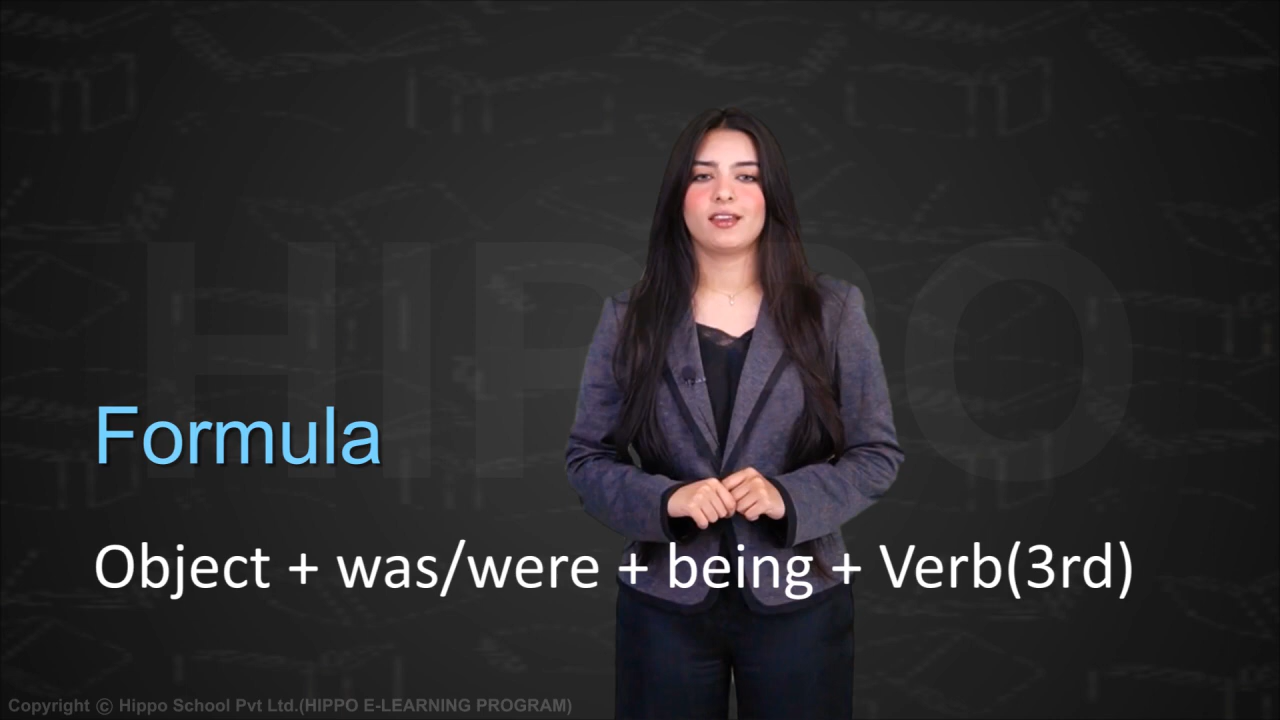 HIPPO
Formula
Object + was/were + being + Verb(3rd)
Copyright © Hippo School Pvt Ltd.(HIPPO E-LEARNING PROGRAM)